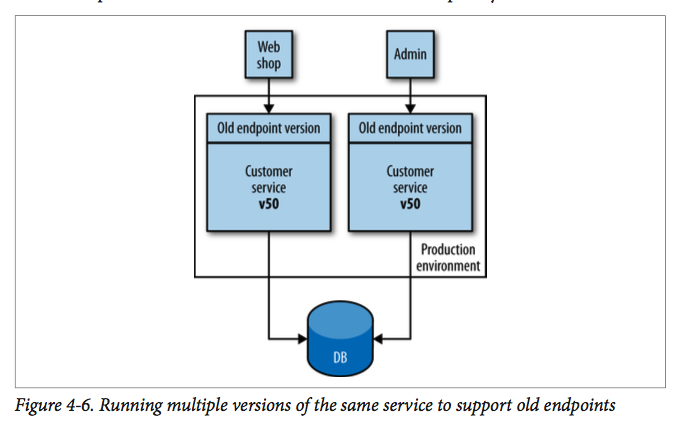 Web
shop
Admin
Old endpoint version
Old endpoint version
Customer
service
v50
Customer
service
v50
Production
environment
DB
Figure 4-6. Running multiple versions of the same service to support old endpoints